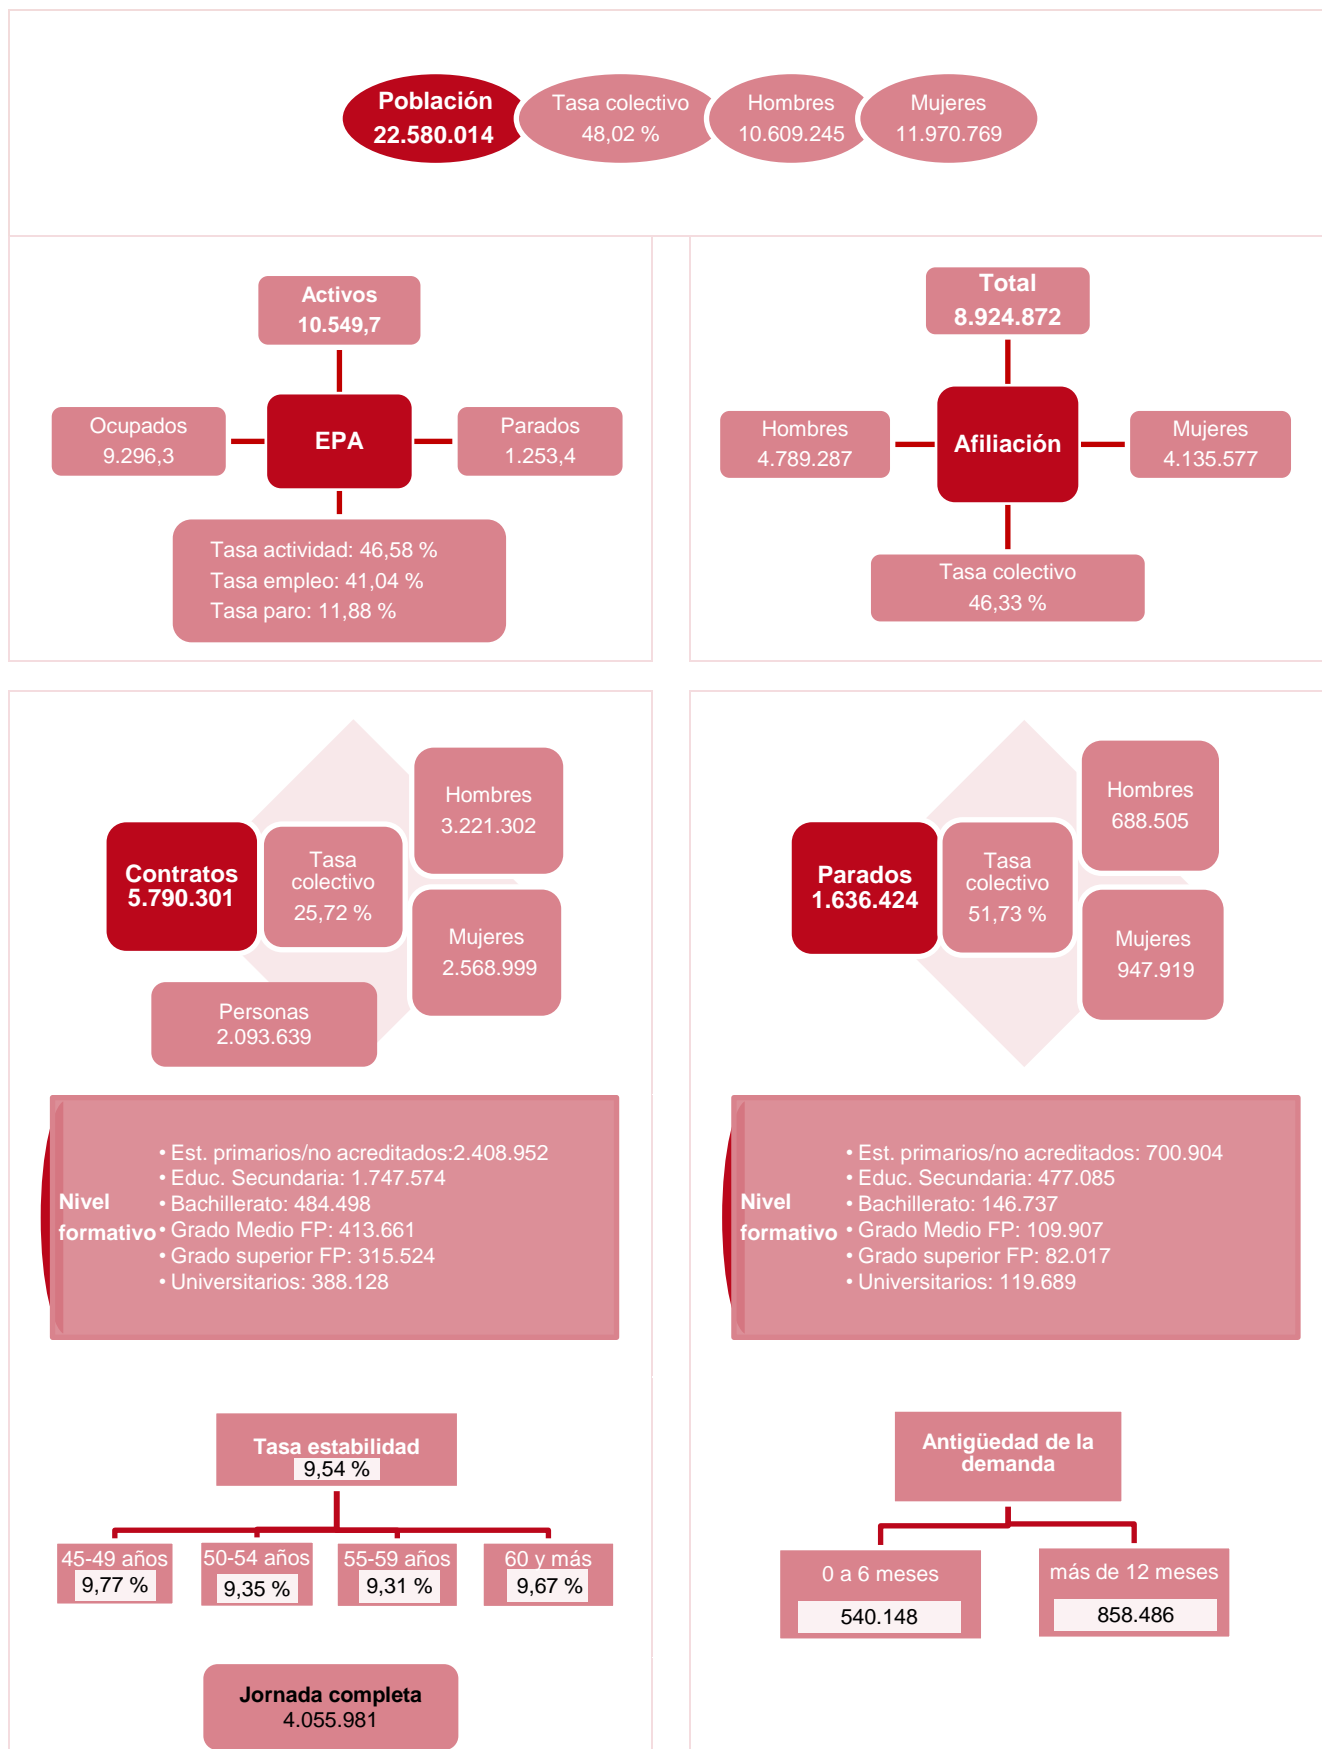 Población
22.580.014
Tasa colectivo
48,02 %
Hombres
10.609.245
Mujeres
11.970.769
Activos
10.549,7
Ocupados
9.296,3
EPA
Parados
1.253,4
Tasa actividad: 46,58 %
Tasa empleo: 41,04 %
Tasa paro: 11,88 %
Total
8.924.872
Hombres
4.789.287
Afiliación
Mujeres
4.135.577
Tasa colectivo
46,33 %
Contratos
5.790.301
Tasa
colectivo
25,72 %
Hombres
3.221.302
Mujeres
2.568.999
Personas
2.093.639
Parados
1.636.424
Tasa
colectivo
51,73 %
Hombres
688.505
Mujeres
947.919
Nivel
formativo
• Est. primarios/no acreditados:2.408.952
• Educ. Secundaria: 1.747.574
• Bachillerato: 484.498
• Grado Medio FP: 413.661
• Grado superior FP: 315.524
• Universitarios: 388.128
Nivel
formativo
• Est. primarios/no acreditados: 700.904
• Educ. Secundaria: 477.085
• Bachillerato: 146.737
• Grado Medio FP: 109.907
• Grado superior FP: 82.017
• Universitarios: 119.689
Tasa estabilidad
9,54 %
45-49 años
9,77 %
50-54 años
9,35 %
55-59 años
9,31 %
60 y más
9,67 %
Jornada completa
4.055.981
Antigüedad de la
demanda
0 a 6 meses
540.148
más de 12 meses
858.486